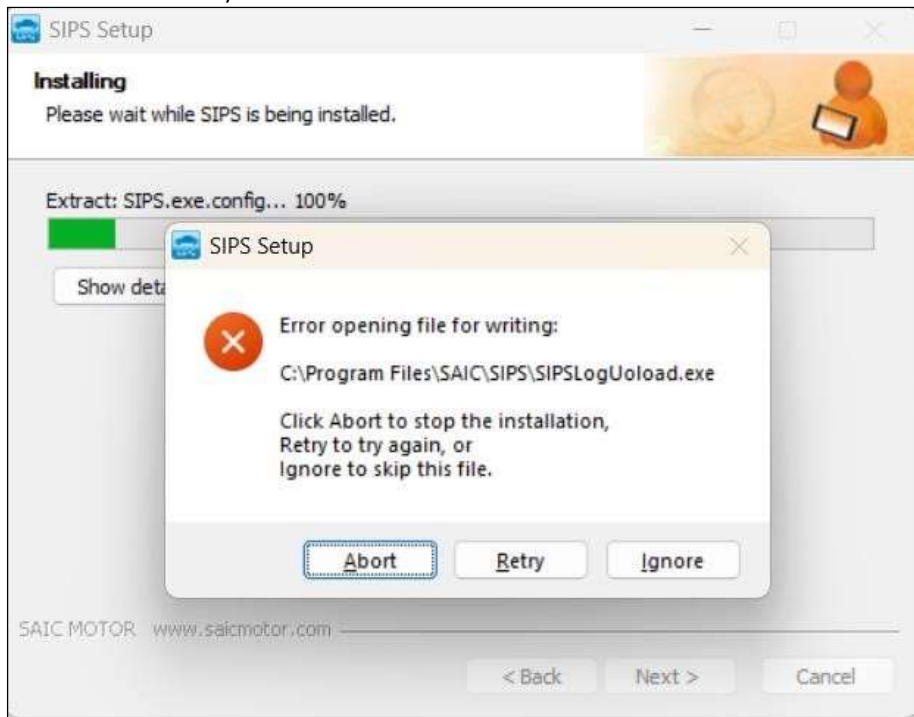 SIPS Setup
Installing
Please wait while SIPS is being installed.
Extract: SIPS.exe.config... 100%
SIPS Setup
Show deta
Error opening file for writing:
C:\Program Files\SAIC\SIPS\SIPSLogUoload.exe
Click Abort to stop the installation,
Retry to try again, or
Ignore to skip this file.
Abort Retry Ignore
SAIC MOTOR www.saicmotor.com
< Back Next > Cancel